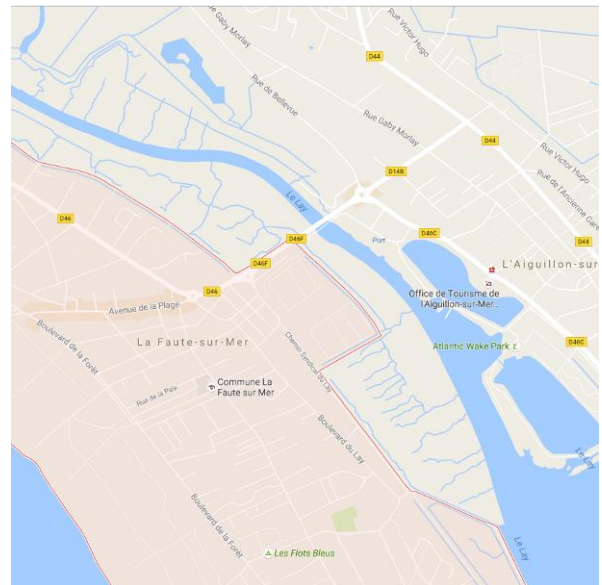 Rue Victor Hugo
Rue Gaby Morlay
D44
Rue de Bellevue
Rue Gaby Morlay
D44
Rue Victor Hugo
D14B
Rue de l'Ancienne Gare
Le Lay
D46
D46F
Port
D46C
D44
D46F
L'Aiguillon-sur
D46
Office de Tourisme de
l'Aiguillon-sur-Mer...
Avenue de la Plage
Boulevard de la Forêt
La Faute-sur-Mer
Atlantic Wake Park
D46C
Chemin Syndical du Lay
Rue de la Paix
Commune La
Faute sur Mer
Boulevard du Lay
Le Lay
Boulevard de la Forêt
Le Lay
Les Flots Bleus